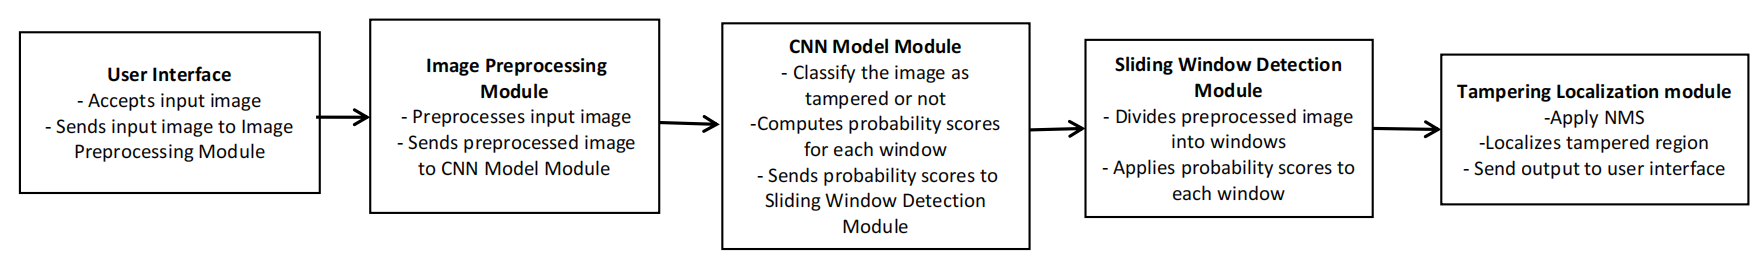 User Interface
- Accepts input image
- Sends input image to Image
Preprocessing Module
Image Preprocessing
Module
- Preprocesses input image
- Sends preprocessed image
to CNN Model Module
CNN Model Module
- Classify the image as
tampered or not
-Computes probability scores
for each window
- Sends probability scores to
Sliding Window Detection
Module
Sliding Window Detection
Module
- Divides preprocessed image
into windows
- Applies probability scores to
each window
Tampering Localization module
-Apply NMS
-Localizes tampered region
- Send output to user interface